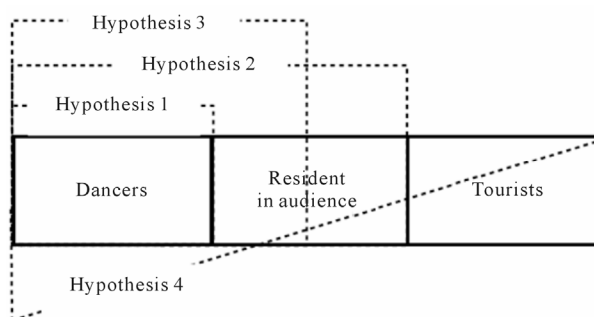 Hypothesis 3
Hypothesis 2
Hypothesis 1
Dancers
Resident
in audience
Tourists
Hypothesis 4